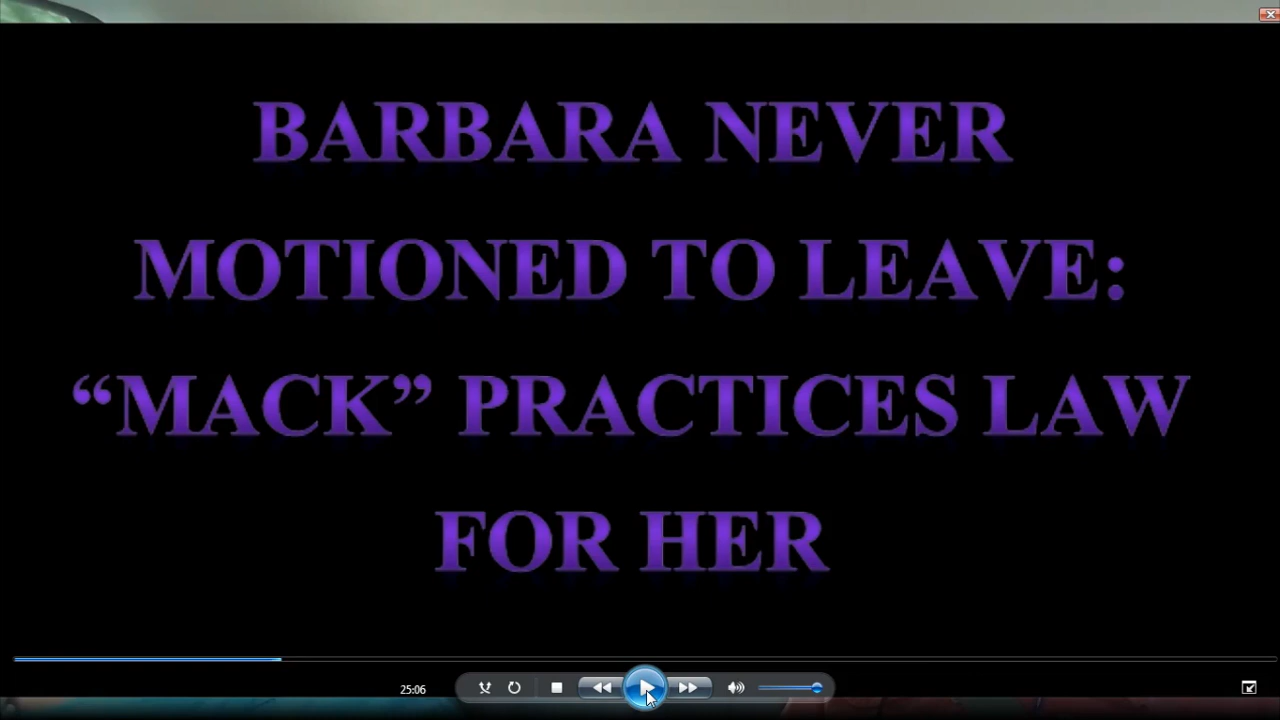 BARBARA NEVER
MOTIONED TO LEAVE:
“MACK” PRACTICES LAW
FOR HER
25:06